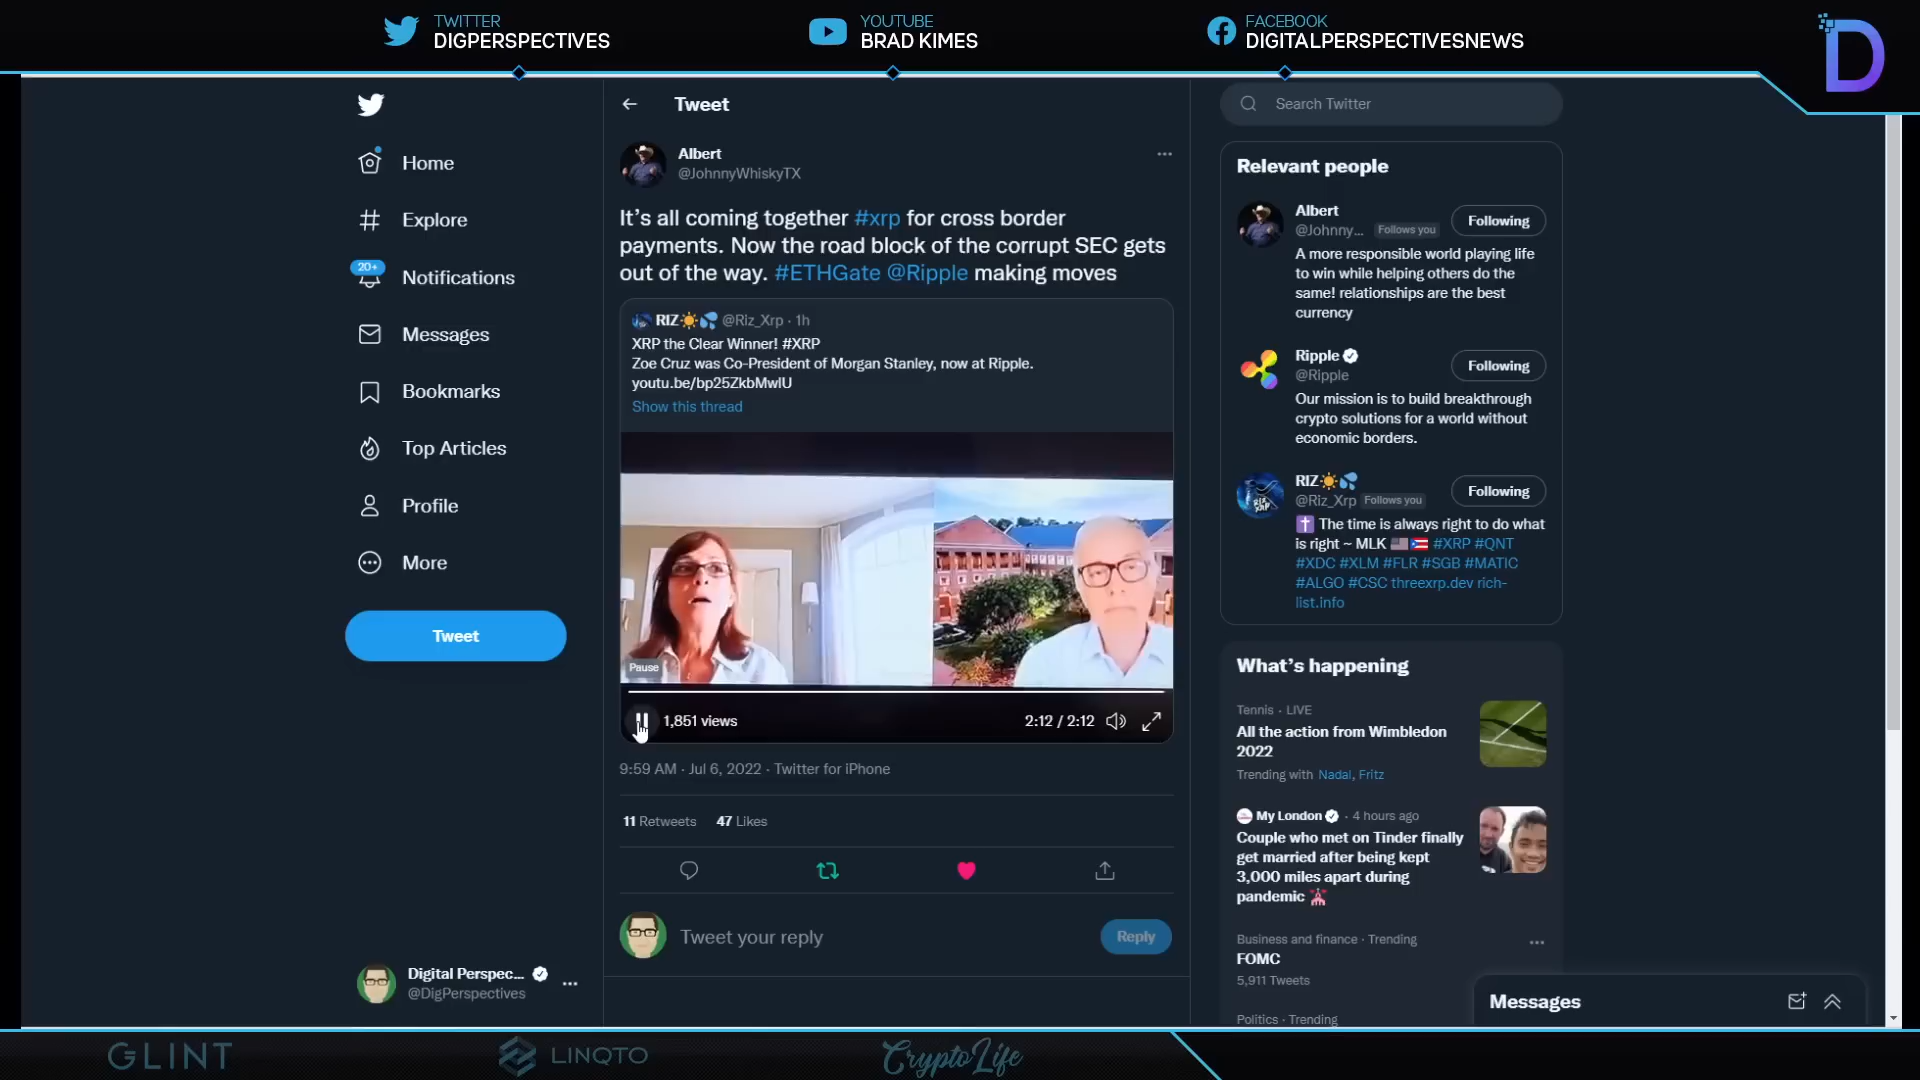 TWITTER
DIGPERSPECTIVES
YOUTUBE
BRAD KIMES
FACEBOOK
DIGITALPERSPECTIVESNEWS
D
Home
Explore
20+
Notifications
Messages
Bookmarks
Top Articles
Profile
More
Tweet
Digital Perspec...
@DigPerspectives
Tweet
Albert
@JohnnyWhiskyTX
It's all coming together #xrp for cross border
payments. Now the road block of the corrupt SEC gets
out of the way. #ETHGate @Ripple making moves
RIZ☀️💦 @Riz_Xrp · 1h
XRP the Clear Winner! #XRP
Zoe Cruz was Co-President of Morgan Stanley, now at Ripple.
youtu.be/bp25ZkbMwlU
Show this thread
Pause
1,851 views
2:12 / 2:12
9:59 AM · Jul 6, 2022 · Twitter for iPhone
11 Retweets 47 Likes
Tweet your reply
Reply
Search Twitter
Relevant people
Albert
@Johnny... Follows you
Following
A more responsible world playing life
to win while helping others do the
same! relationships are the best
currency
Ripple
@Ripple
Following
Our mission is to build breakthrough
crypto solutions for a world without
economic borders.
RIZ☀️💦
@Riz_Xrp Follows you
Following
✝️ The time is always right to do what
is right ~ MLK 🇺🇸🇵🇷 #XRP #QNT
#XDC #XLM #FLR #SGB #MATIC
#ALGO #CSC threexrp.dev rich-
list.info
What's happening
Tennis · LIVE
All the action from Wimbledon
2022
Trending with Nadal, Fritz
My London · 4 hours ago
Couple who met on Tinder finally
get married after being kept
3,000 miles apart during
pandemic 💒
Business and finance · Trending
FOMC
5,911 Tweets
Politics · Trending
Messages
GLINT
LINQTO
CryptoLife